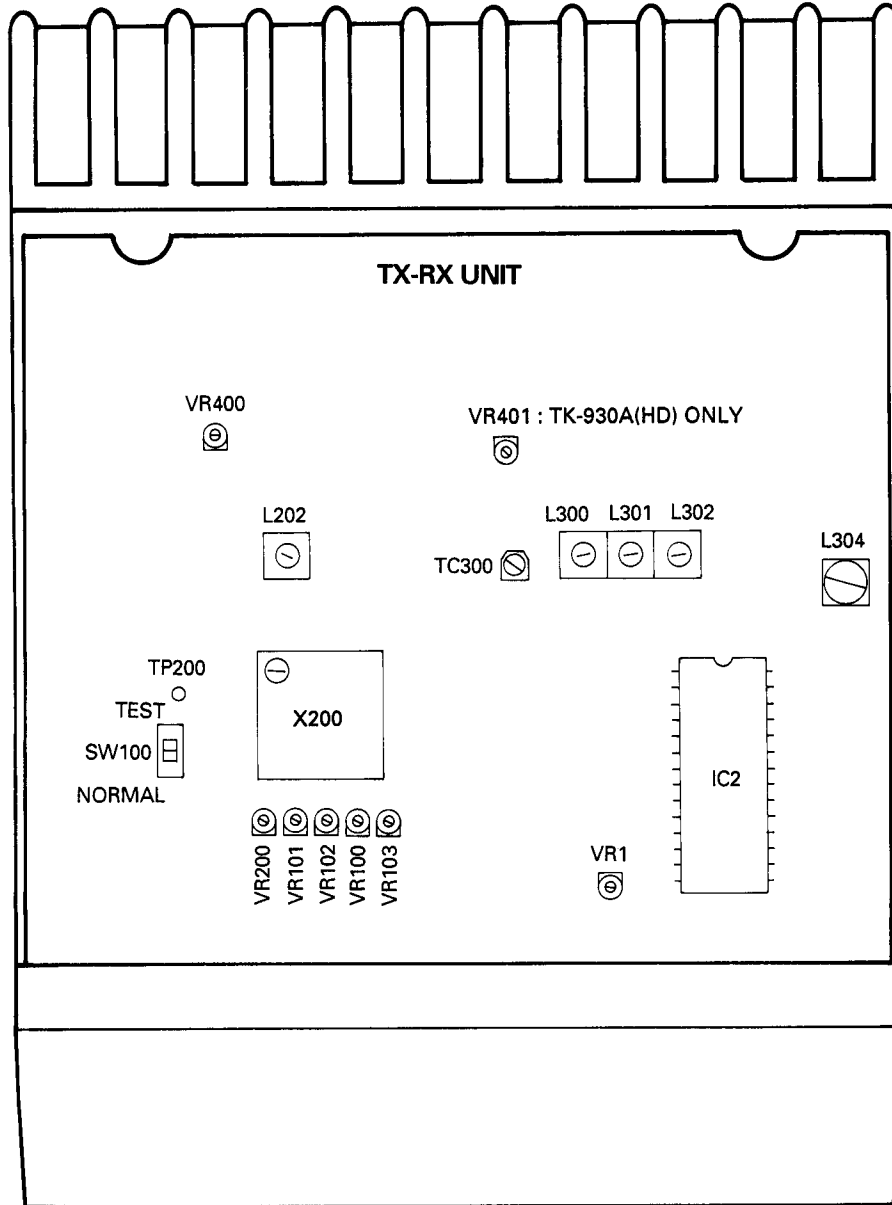 TX-RX UNIT
VR400
VR401 : TK-930A(HD) ONLY
L202
L300 L301 L302
L304
TC300
TP200
TEST
SW100
NORMAL
X200
IC2
VR200
VR101
VR102
VR100
VR103
VR1